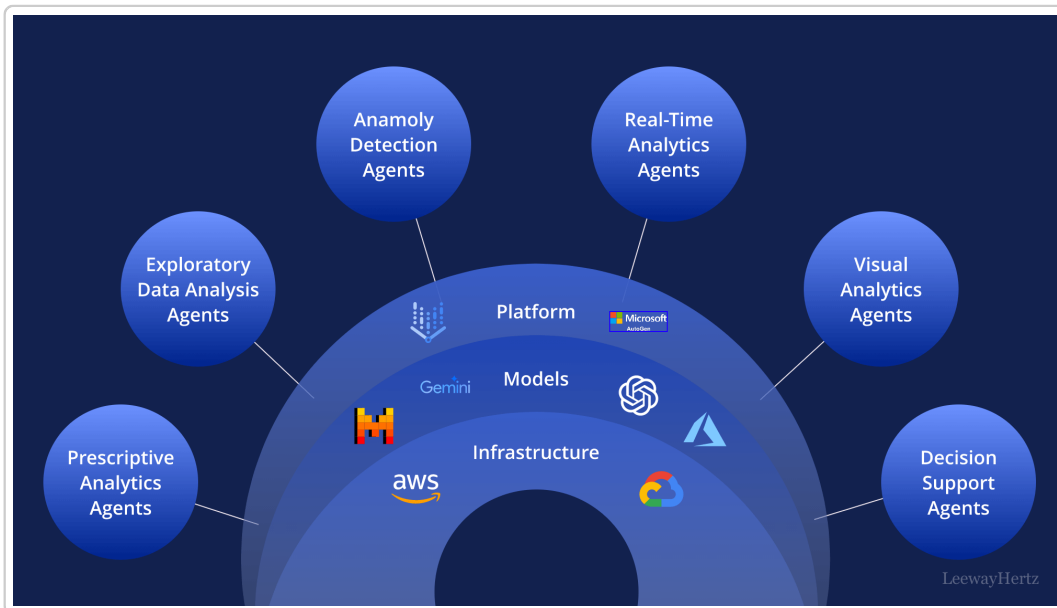 Anamoly
Detection
Agents
Real-Time
Analytics
Agents
Exploratory
Data Analysis
Agents
Visual
Analytics
Agents
Platform
Microsoft
AutoGen
Models
Gemini
Infrastructure
aws
Prescriptive
Analytics
Agents
Decision
Support
Agents
LeewayHertz